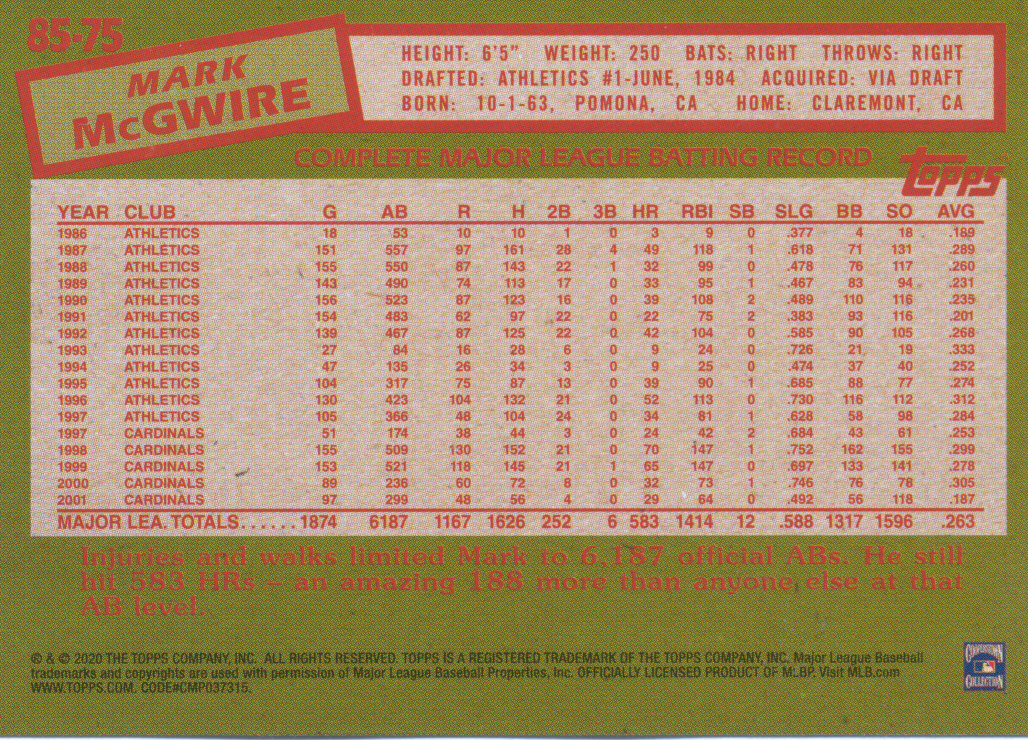 85-75
MARK
McGWIRE
HEIGHT: 6'5" WEIGHT: 250 BATS: RIGHT THROWS: RIGHT
DRAFTED: ATHLETICS #1-JUNE, 1984 ACQUIRED: VIA DRAFT
BORN: 10-1-63, POMONA, CA HOME: CLAREMONT, CA
COMPLETE MAJOR LEAGUE BATTING RECORD
TOPPS
YEAR CLUB G AB R H 2B 3B HR RBI SB SLG BB SO AVG
1986 ATHLETICS 18 53 10 10 1 0 3 9 0 .377 4 18 .189
1987 ATHLETICS 151 557 97 161 28 4 49 118 1 .618 71 131 .289
1988 ATHLETICS 155 550 87 143 22 1 32 99 0 .478 76 117 .260
1989 ATHLETICS 143 490 74 113 17 0 33 95 1 .467 83 94 .231
1990 ATHLETICS 156 523 87 123 16 0 39 108 2 .489 110 116 .235
1991 ATHLETICS 154 483 62 97 22 0 22 75 2 .383 93 116 .201
1992 ATHLETICS 139 467 87 125 22 0 42 104 0 .585 90 105 .268
1993 ATHLETICS 27 84 16 28 6 0 9 24 0 .726 21 19 .333
1994 ATHLETICS 47 135 26 34 3 0 9 25 0 .474 37 40 .252
1995 ATHLETICS 104 317 75 87 13 0 39 90 1 .685 88 77 .274
1996 ATHLETICS 130 423 104 132 21 0 52 113 0 .730 116 112 .312
1997 ATHLETICS 105 366 48 104 24 0 34 81 1 .628 58 98 .284
1997 CARDINALS 51 174 38 44 3 0 24 42 2 .684 43 61 .253
1998 CARDINALS 155 509 130 152 21 0 70 147 1 .752 162 155 .299
1999 CARDINALS 153 521 118 145 21 1 65 147 0 .697 133 141 .278
2000 CARDINALS 89 236 60 72 8 0 32 73 1 .746 76 78 .305
2001 CARDINALS 97 299 48 56 4 0 29 64 0 .492 56 118 .187
MAJOR LEA. TOTALS...... 1874 6187 1167 1626 252 6 583 1414 12 .588 1317 1596 .263
Injuries and walks limited Mark to 6,187 official ABs. He still
hit 583 HRs – an amazing 188 more than anyone else at that
AB level.
® & © 2020 THE TOPPS COMPANY, INC. ALL RIGHTS RESERVED. TOPPS IS A REGISTERED TRADEMARK OF THE TOPPS COMPANY, INC. Major League Baseball
trademarks and copyrights are used with permission of Major League Baseball Properties, Inc. OFFICIALLY LICENSED PRODUCT OF MLBP. Visit MLB.com
WWW.TOPPS.COM. CODE#CMP037315.
COOPERSTOWN
COLLECTION